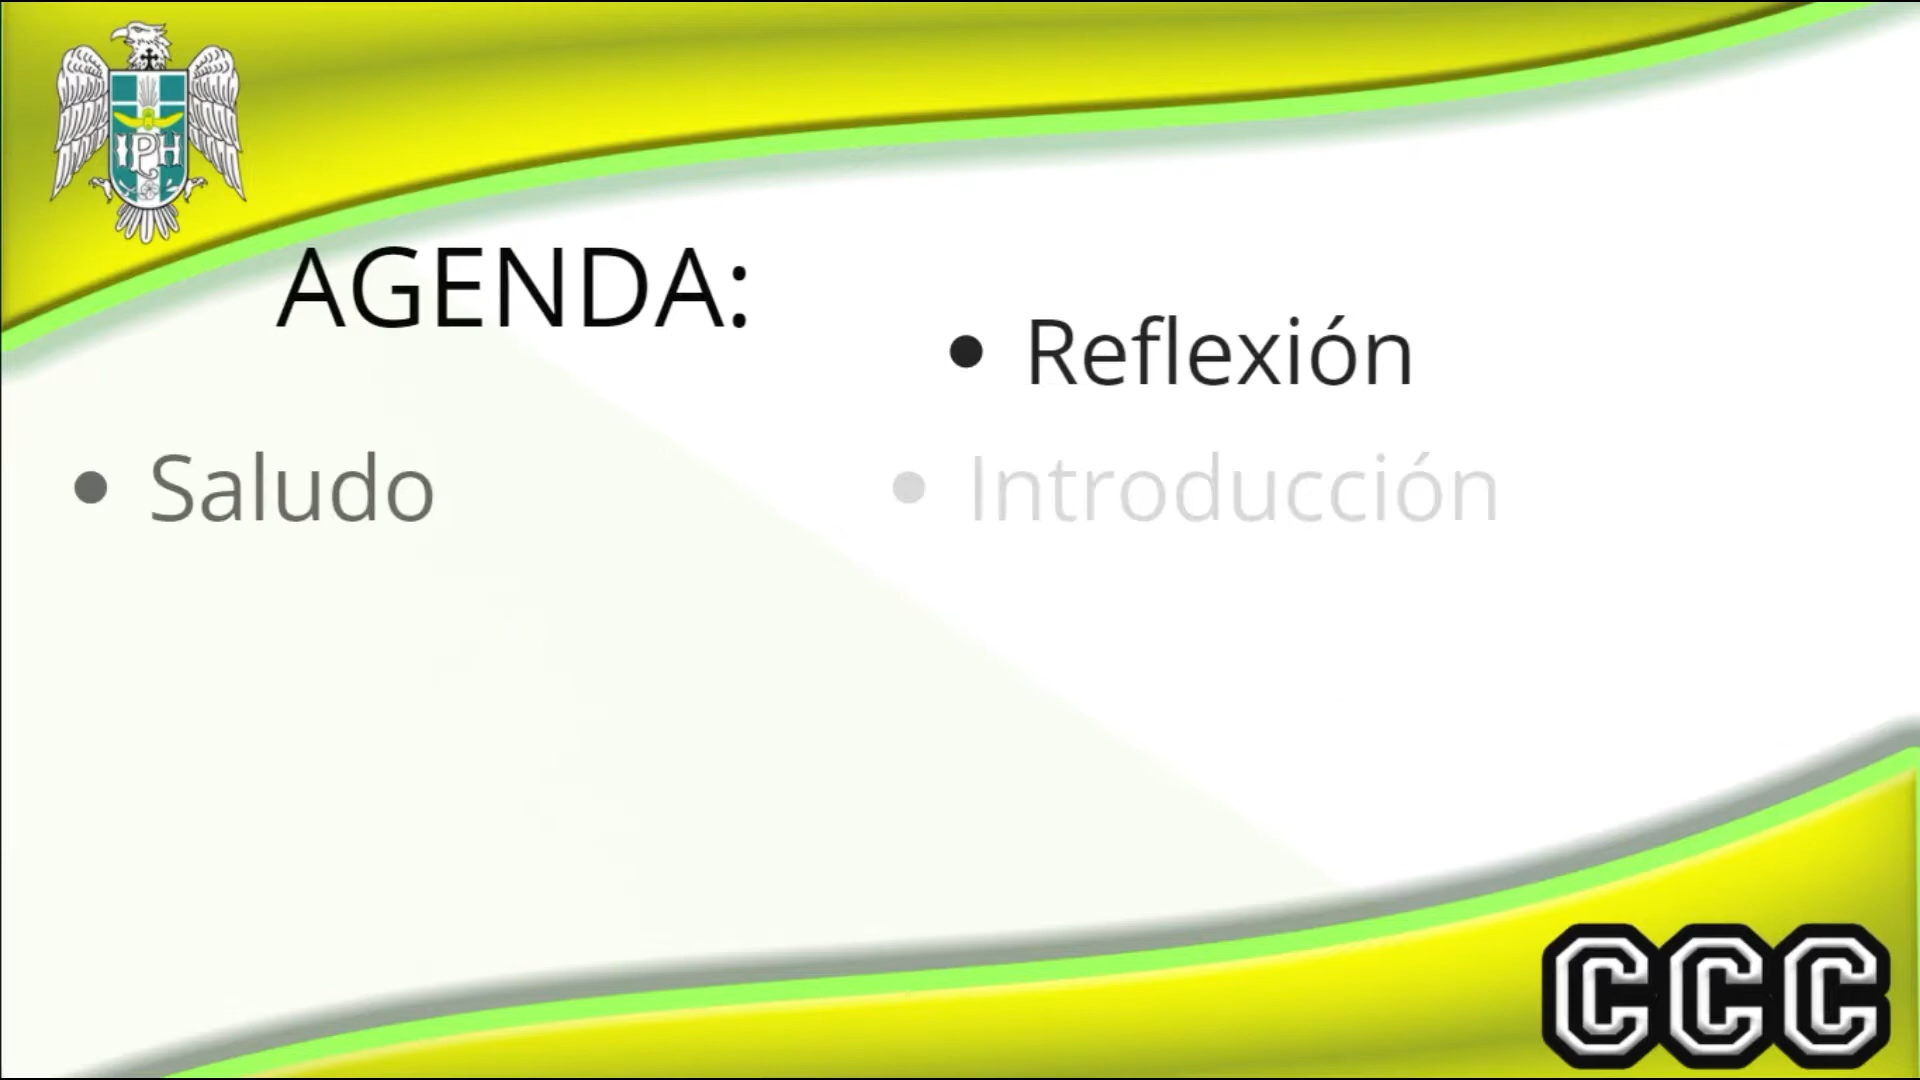 IPH
AGENDA:
• Reflexión
• Saludo
• Introducción
CCC